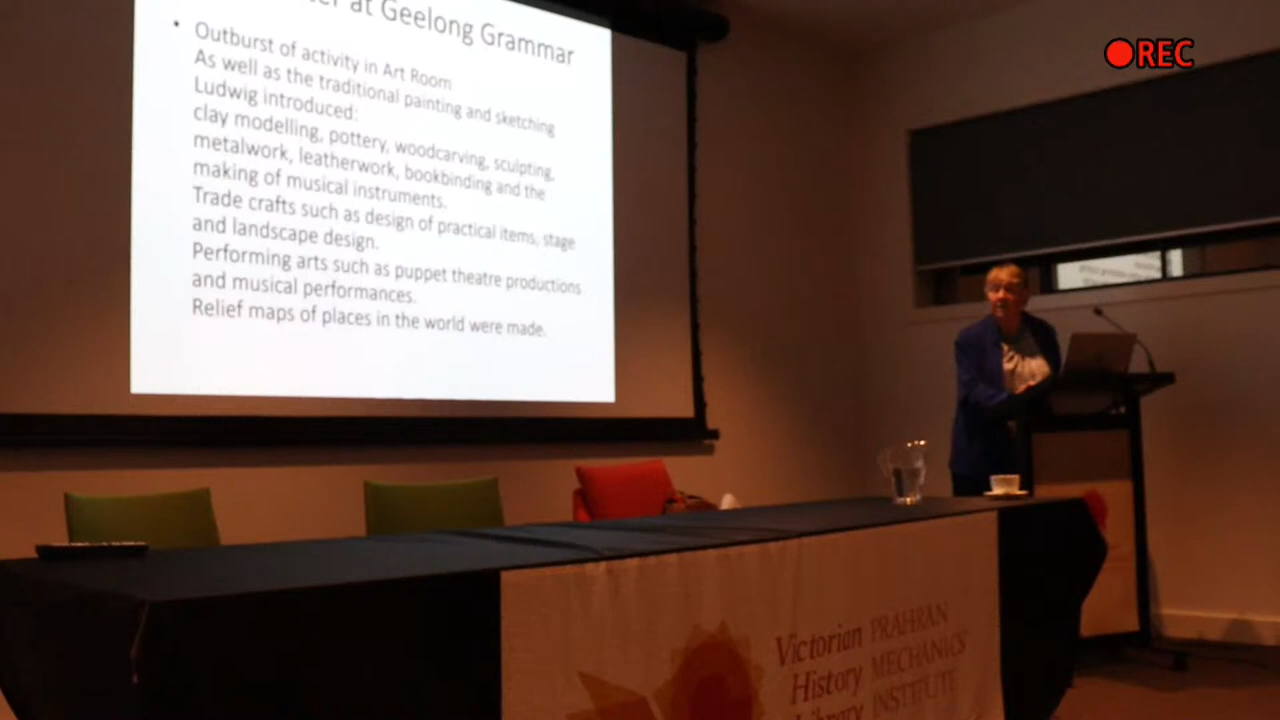 at Geelong Grammar
REC
• Outburst of activity in Art Room
As well as the traditional painting and sketching
Ludwig introduced:
clay modelling, pottery, woodcarving, sculpting,
metalwork, leatherwork, bookbinding and the
making of musical instruments.
Trade crafts such as design of practical items, stage
and landscape design.
Performing arts such as puppet theatre productions
and musical performances.
Relief maps of places in the world were made.
Victorian PRAHRAN
History MECHANICS
Library INSTITUTE